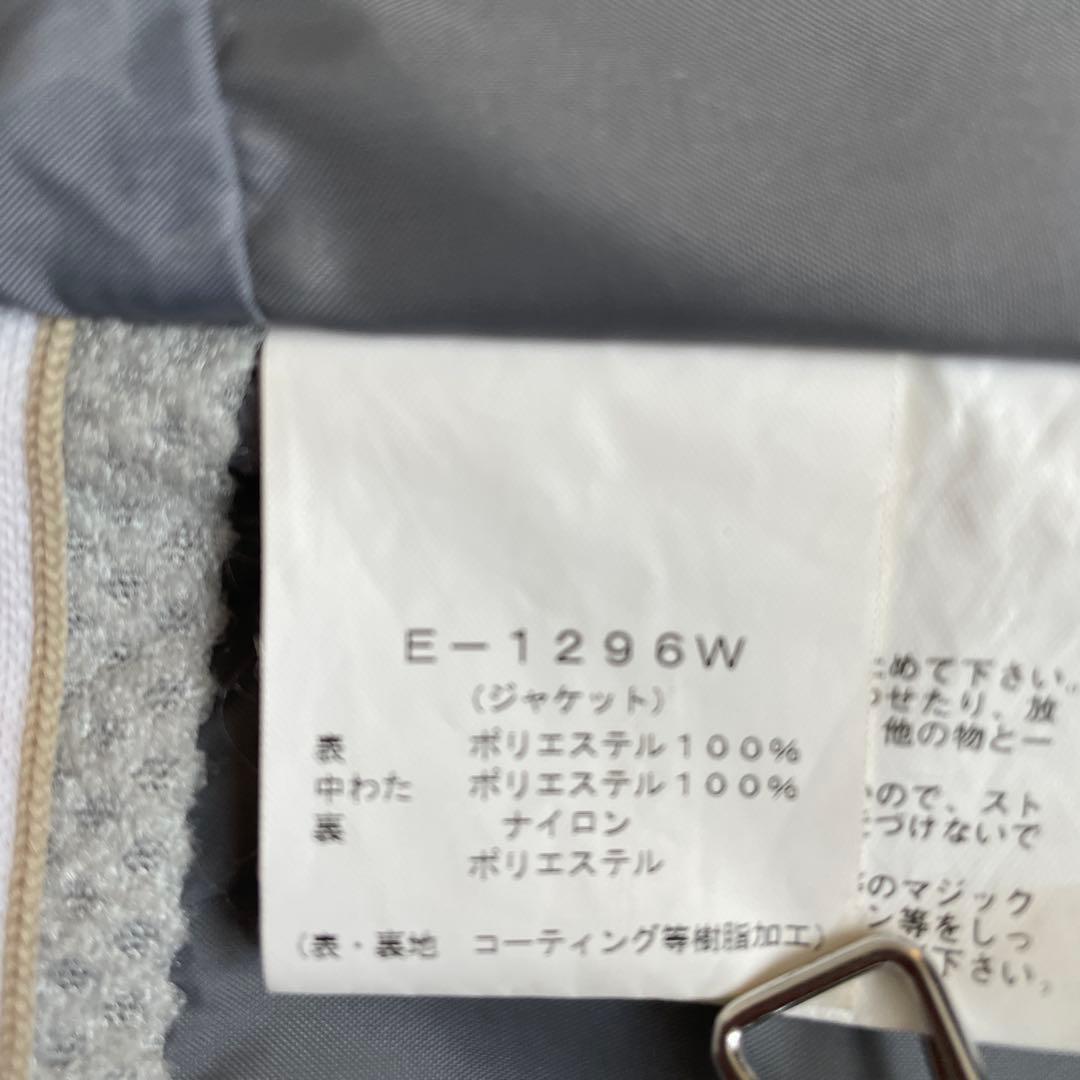 E-1296W
(ジャケット)
表 ポリエステル100%
中わた ポリエステル100%
裏 ナイロン
ポリエステル
(表・裏地 コーティング等樹脂加工)
めて下さい。
せたり、放
他の物と一
ので、スト
づけないで
のマジック
ン等をしっ
下さい。